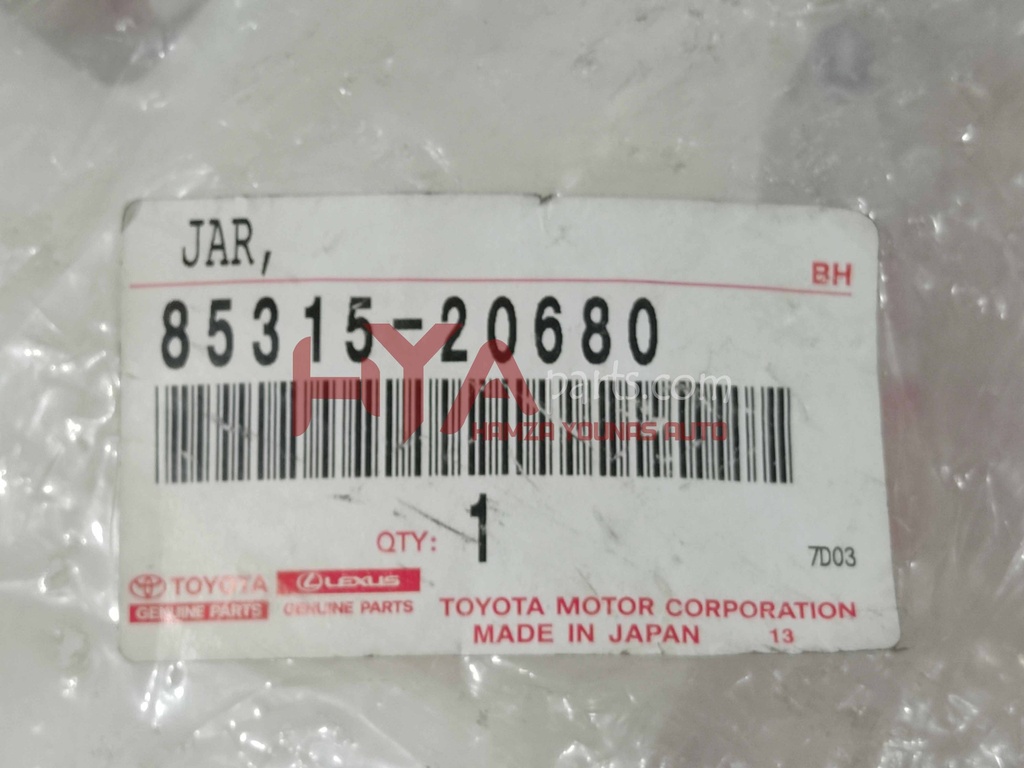 JAR,
BH
85315-20680
HYA parts.com
HAMZA YOUNAS AUTO
QTY: 1
7D03
TOYOTA LEXUS
GENUINE PARTS GENUINE PARTS
TOYOTA MOTOR CORPORATION
MADE IN JAPAN 13